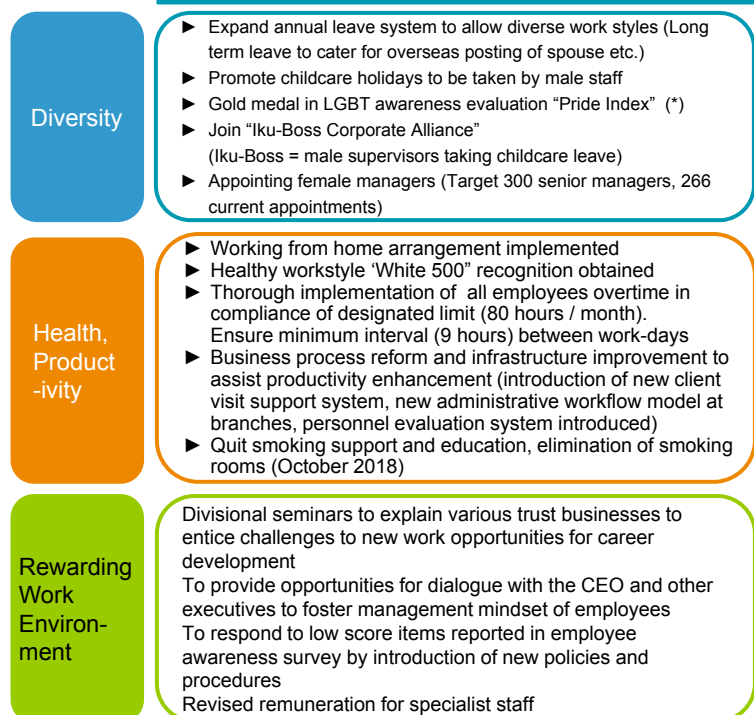 Diversity
► Expand annual leave system to allow diverse work styles (Long
term leave to cater for overseas posting of spouse etc.)
► Promote childcare holidays to be taken by male staff
► Gold medal in LGBT awareness evaluation “Pride Index” (*)
► Join “Iku-Boss Corporate Alliance”
(Iku-Boss = male supervisors taking childcare leave)
► Appointing female managers (Target 300 senior managers, 266
current appointments)
Health,
Product
-ivity
► Working from home arrangement implemented
► Healthy workstyle ‘White 500” recognition obtained
► Thorough implementation of all employees overtime in
compliance of designated limit (80 hours / month).
Ensure minimum interval (9 hours) between work-days
► Business process reform and infrastructure improvement to
assist productivity enhancement (introduction of new client
visit support system, new administrative workflow model at
branches, personnel evaluation system introduced)
► Quit smoking support and education, elimination of smoking
rooms (October 2018)
Rewarding
Work
Environ-
ment
Divisional seminars to explain various trust businesses to
entice challenges to new work opportunities for career
development
To provide opportunities for dialogue with the CEO and other
executives to foster management mindset of employees
To respond to low score items reported in employee
awareness survey by introduction of new policies and
procedures
Revised remuneration for specialist staff